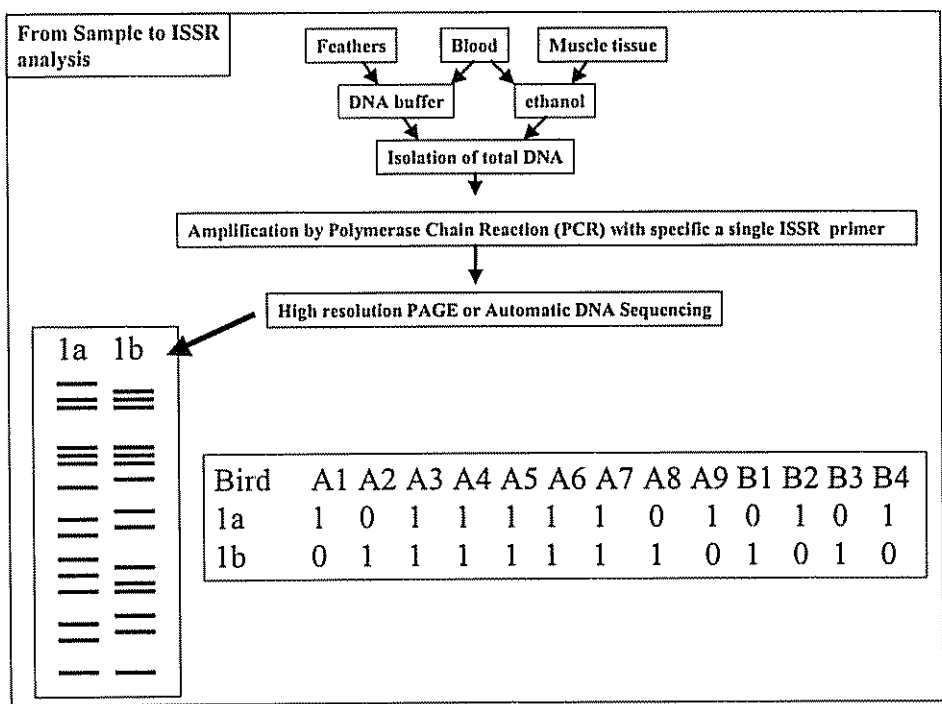 From Sample to ISSR
analysis
Feathers Blood Muscle tissue
DNA buffer ethanol
Isolation of total DNA
Amplification by Polymerase Chain Reaction (PCR) with specific a single ISSR primer
High resolution PAGE or Automatic DNA Sequencing
1a 1b
Bird A1 A2 A3 A4 A5 A6 A7 A8 A9 B1 B2 B3 B4
1a 1 0 1 1 1 1 1 0 1 0 1 0 1
1b 0 1 1 1 1 1 1 1 0 1 0 1 0